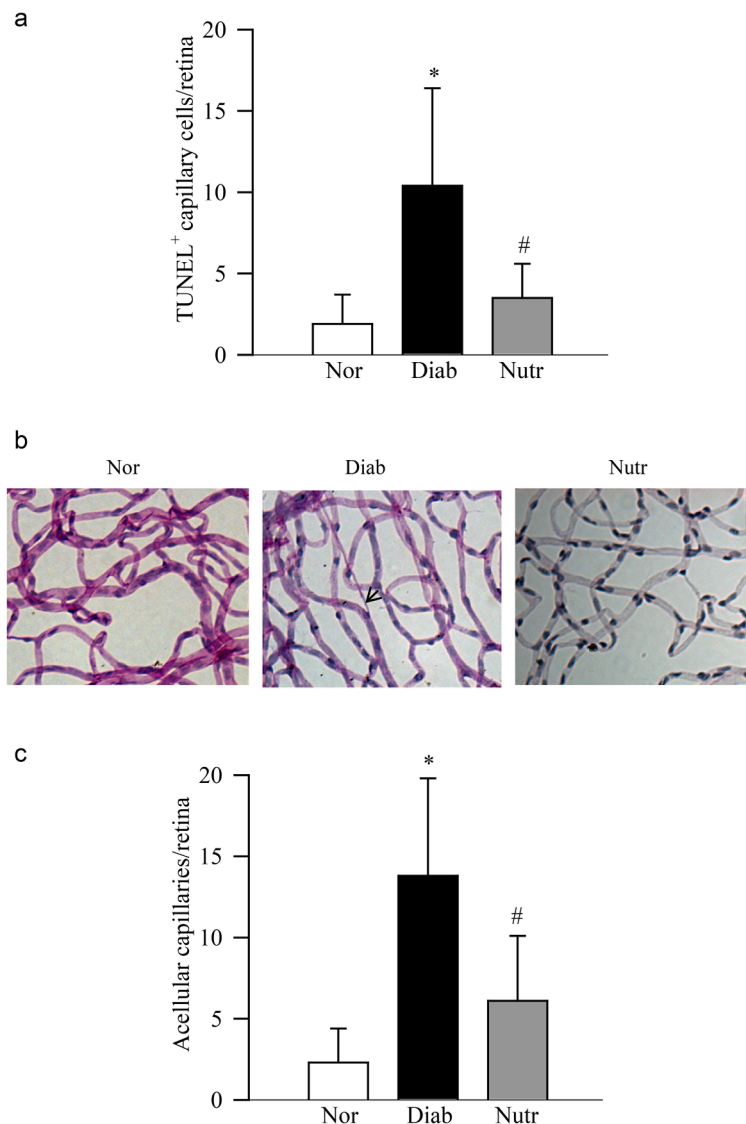 a
TUNEL+ capillary cells/retina
20
15
10
5
0
*
#
Nor Diab Nutr
b
Nor Diab Nutr
c
Acellular capillaries/retina
20
15
10
5
0
*
#
Nor Diab Nutr